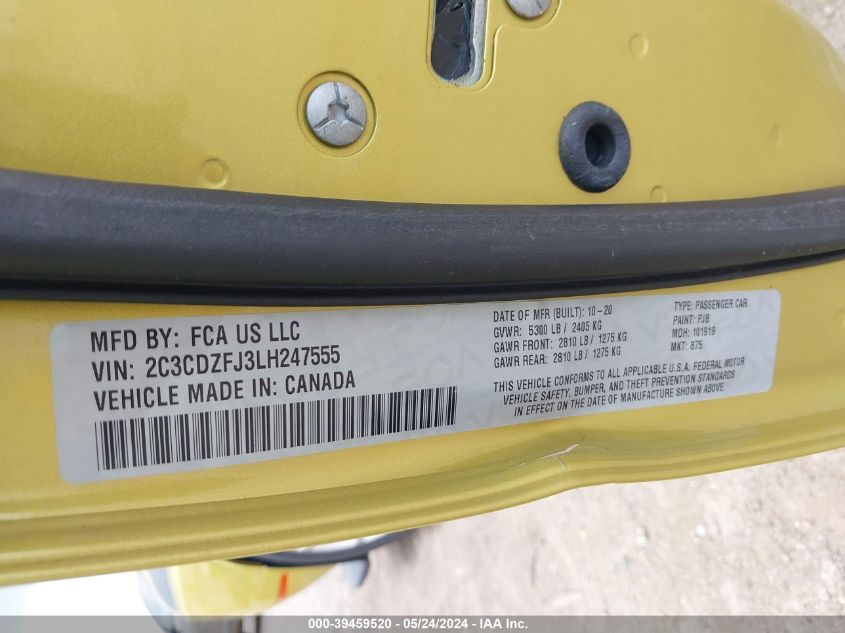 MFD BY: FCA US LLC
VIN: 2C3CDZFJ3LH247555
VEHICLE MADE IN: CANADA
DATE OF MFR (BUILT): 10-20
GVWR: 5300 LB / 2405 KG
GAWR FRONT: 2810 LB / 1275 KG
GAWR REAR: 2810 LB / 1275 KG
TYPE: PASSENGER CAR
PAINT: PJB
MDH: 101919
MKT: 875
THIS VEHICLE CONFORMS TO ALL APPLICABLE U.S.A. FEDERAL MOTOR
VEHICLE SAFETY, BUMPER, AND THEFT PREVENTION STANDARDS
IN EFFECT ON THE DATE OF MANUFACTURE SHOWN ABOVE.
000-39459520 - 05/24/2024 - IAA Inc.